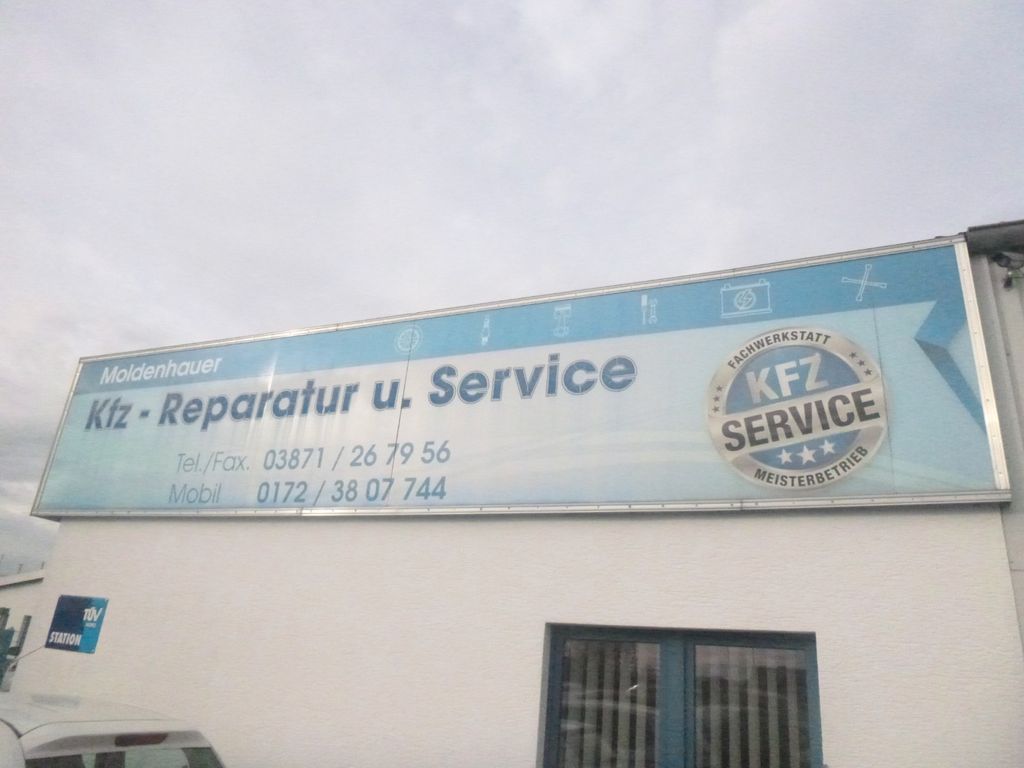 Moldenhauer
Kfz - Reparatur u. Service
Tel./Fax. 03871 / 26 79 56
Mobil 0172 / 38 07 744
FACHWERKSTATT
KFZ
SERVICE
MEISTERBETRIEB
TÜV
NORD
STATION